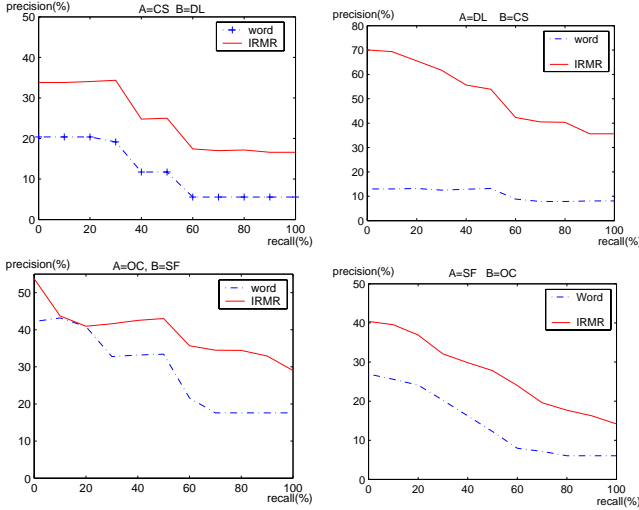 precision(%)
A=CS B=DL
50
40
30
20
10
0
word
IRMR
0 20 40 60 80 100
recall(%)
precision(%)
A=DL B=CS
80
70
60
50
40
30
20
10
0
word
IRMR
0 20 40 60 80 100
recall(%)
precision(%)
A=OC, B=SF
50
40
30
20
10
0
word
IRMR
0 20 40 60 80 100
recall(%)
precision(%)
A=SF B=OC
50
40
30
20
10
0
Word
IRMR
0 20 40 60 80 100
recall(%)